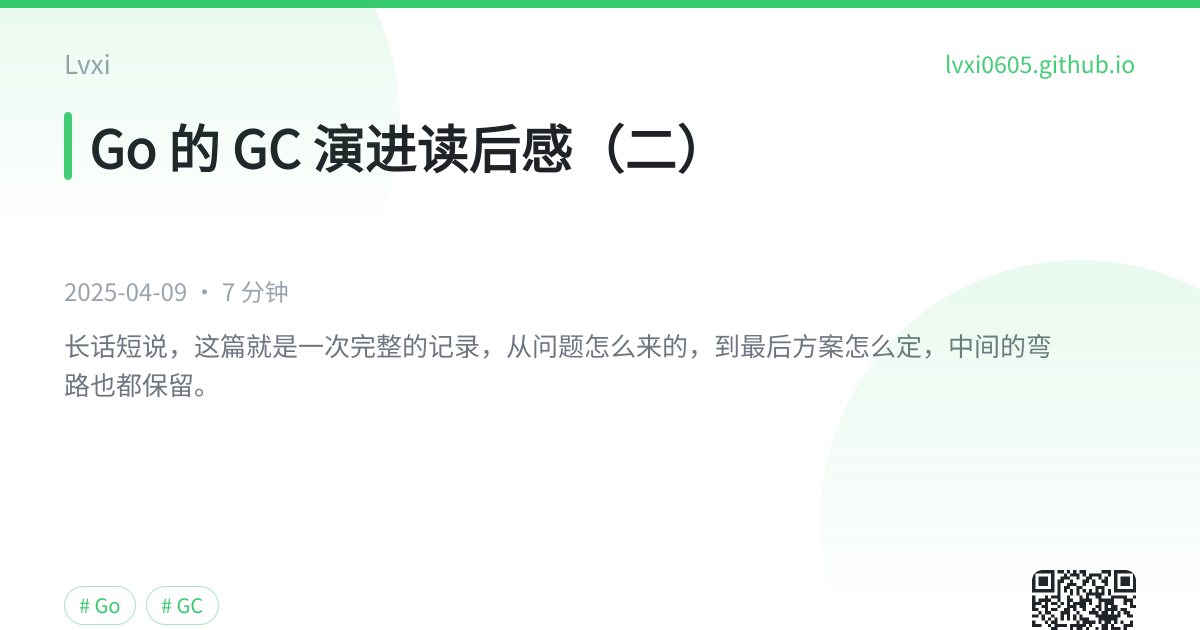 Lvxi
lvxi0605.github.io
Go 的 GC 演进读后感（二）
2025-04-09 · 7 分钟
长话短说，这篇就是一次完整的记录，从问题怎么来的，到最后方案怎么定，中间的弯
路也都保留。
# Go
# GC